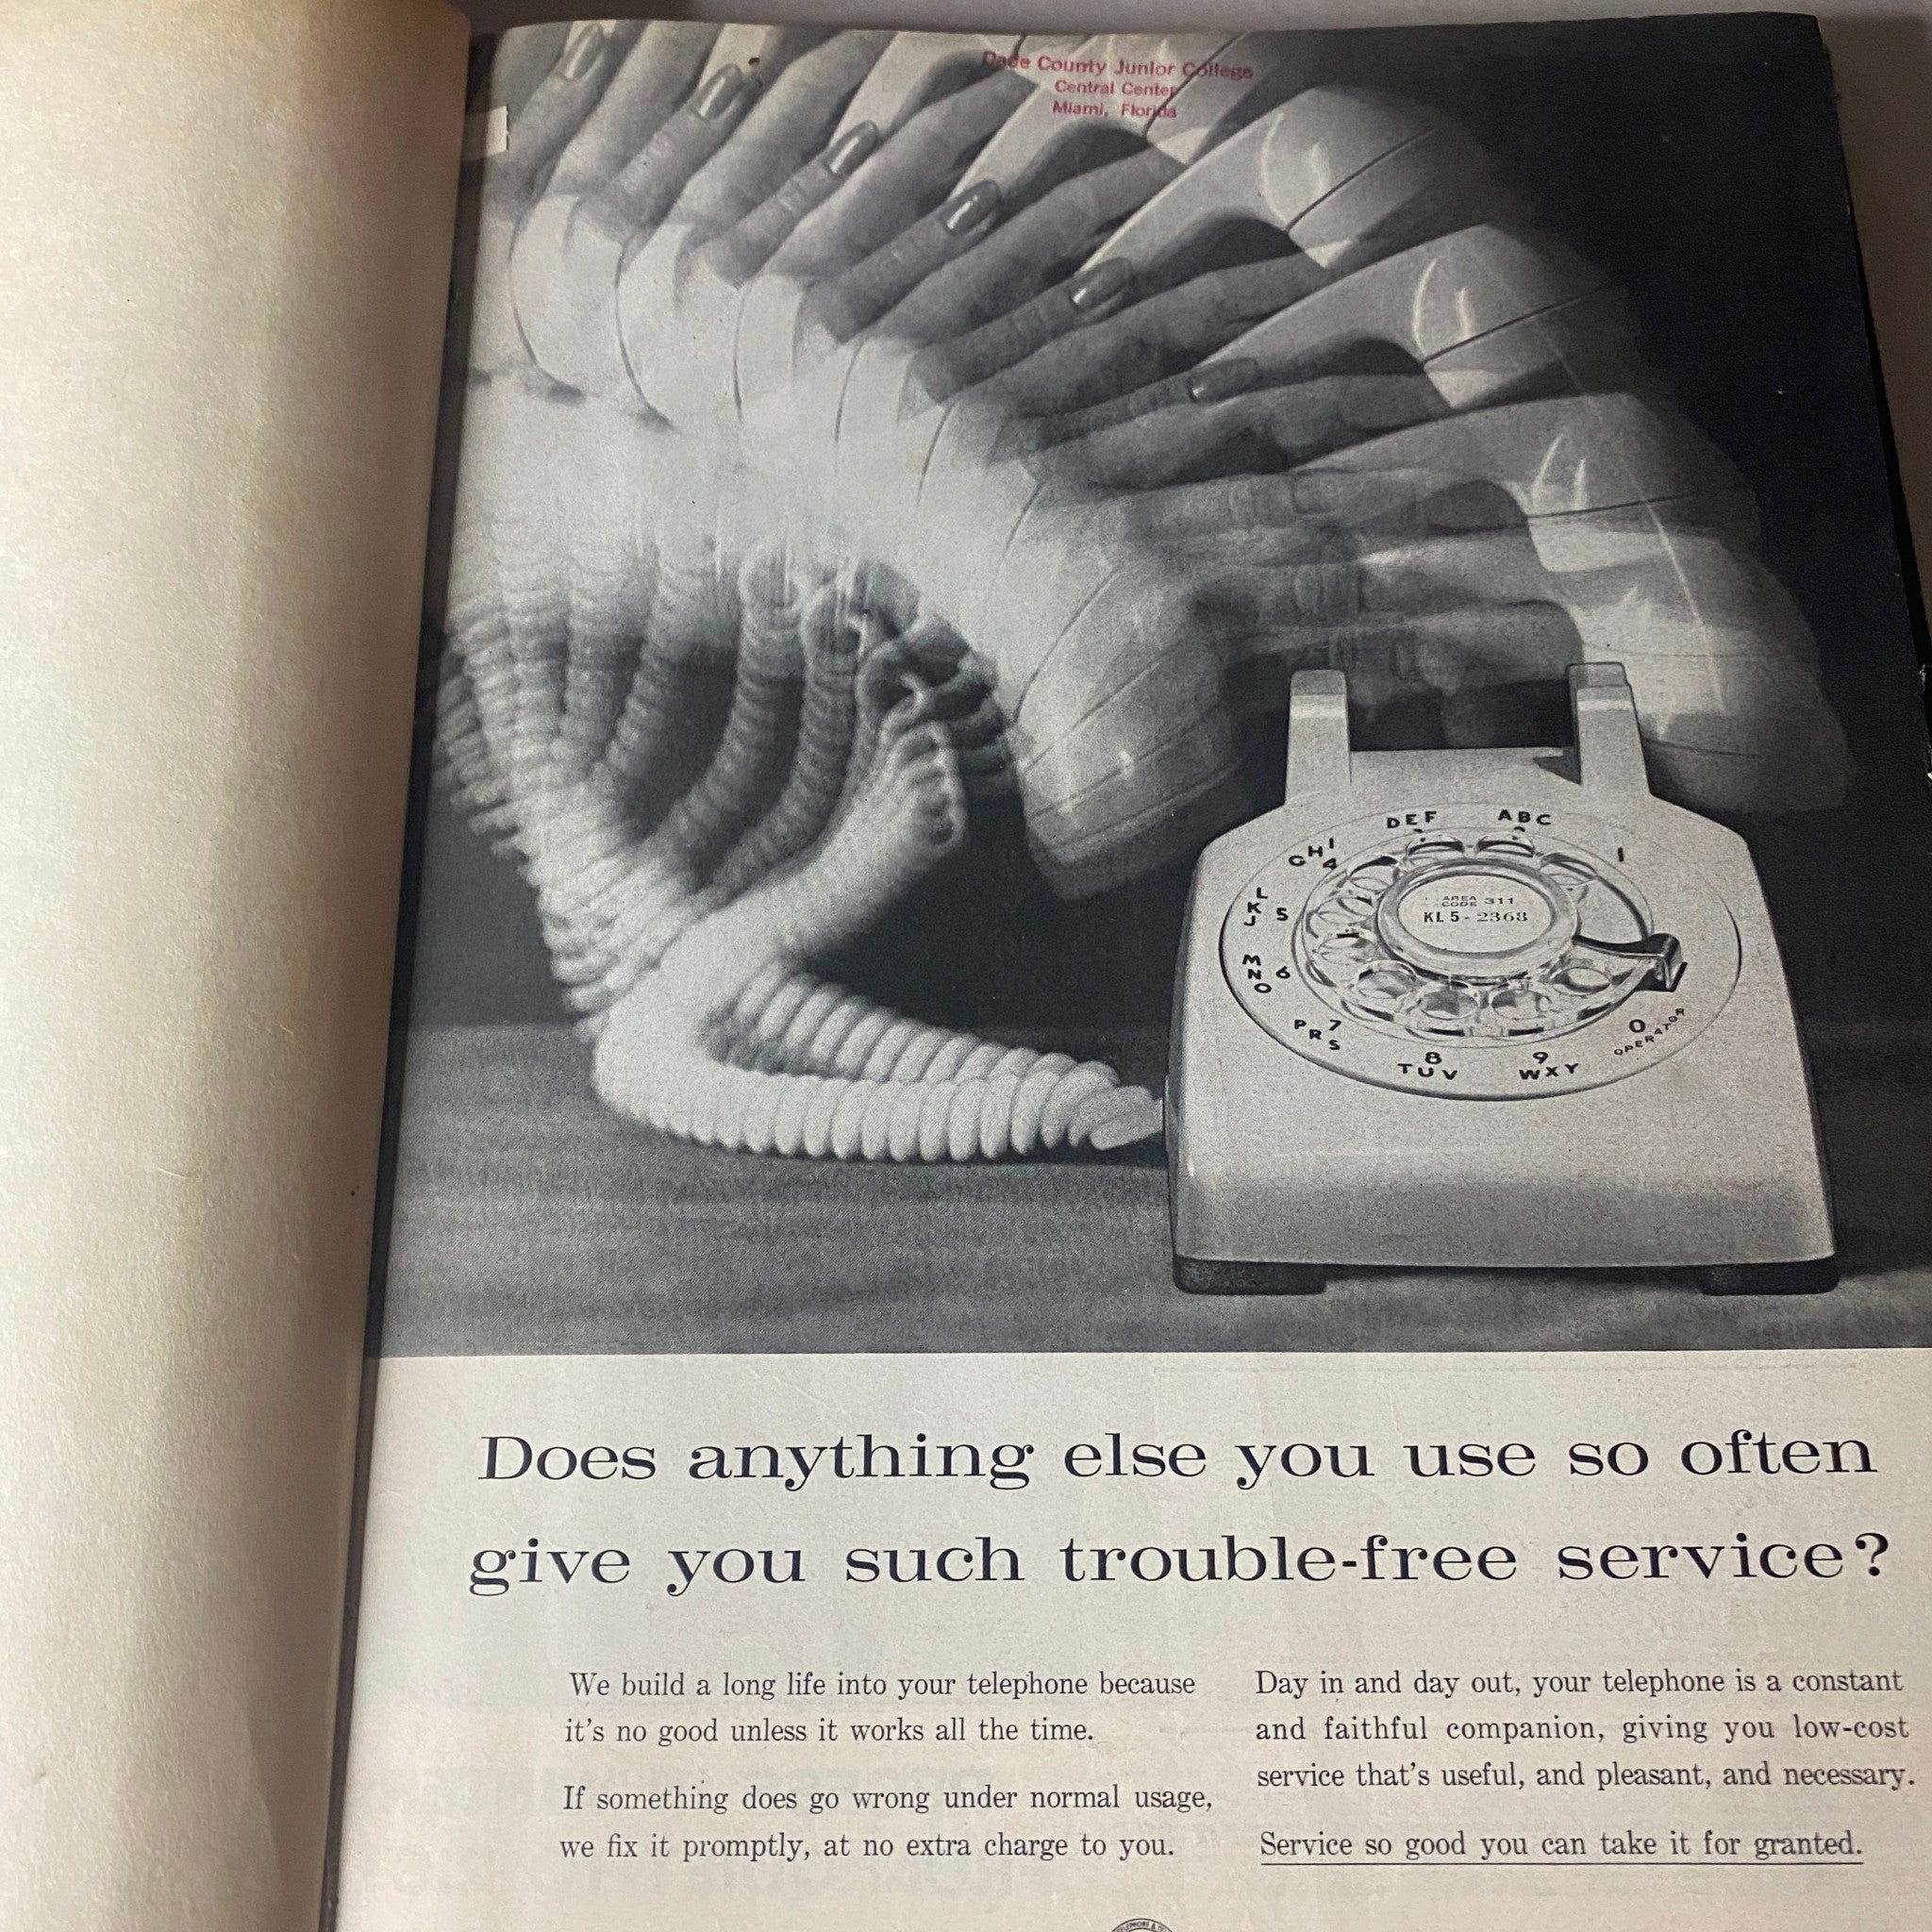 Dade County Junior College
Central Center
Miami, Florida
DEF
ABC
1
GHI
4
JKL
5
MNO
6
PRS
7
TUV
8
WXY
9
0
OPERATOR
AREA CODE 311
KL 5-2368
Does anything else you use so often
give you such trouble-free service?
We build a long life into your telephone because
it's no good unless it works all the time.
If something does go wrong under normal usage,
we fix it promptly, at no extra charge to you.
Day in and day out, your telephone is a constant
and faithful companion, giving you low-cost
service that's useful, and pleasant, and necessary.
Service so good you can take it for granted.